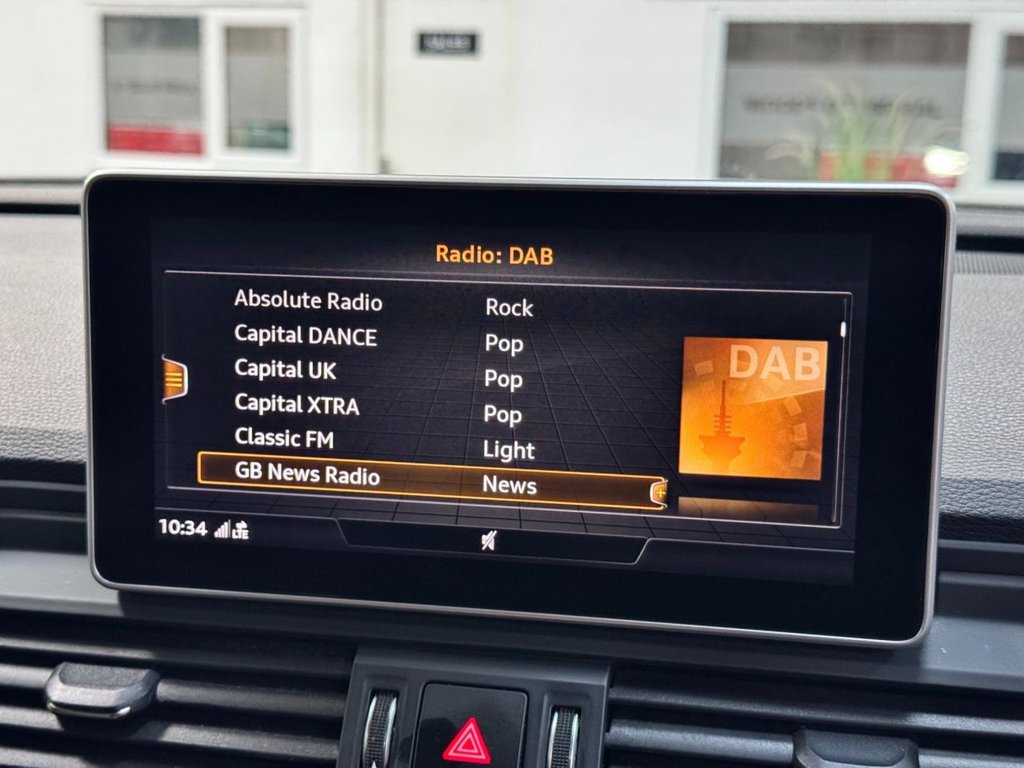 Radio: DAB
Absolute Radio Rock
Capital DANCE Pop
Capital UK Pop
Capital XTRA Pop
Classic FM Light
GB News Radio News
DAB
10:34 LTE